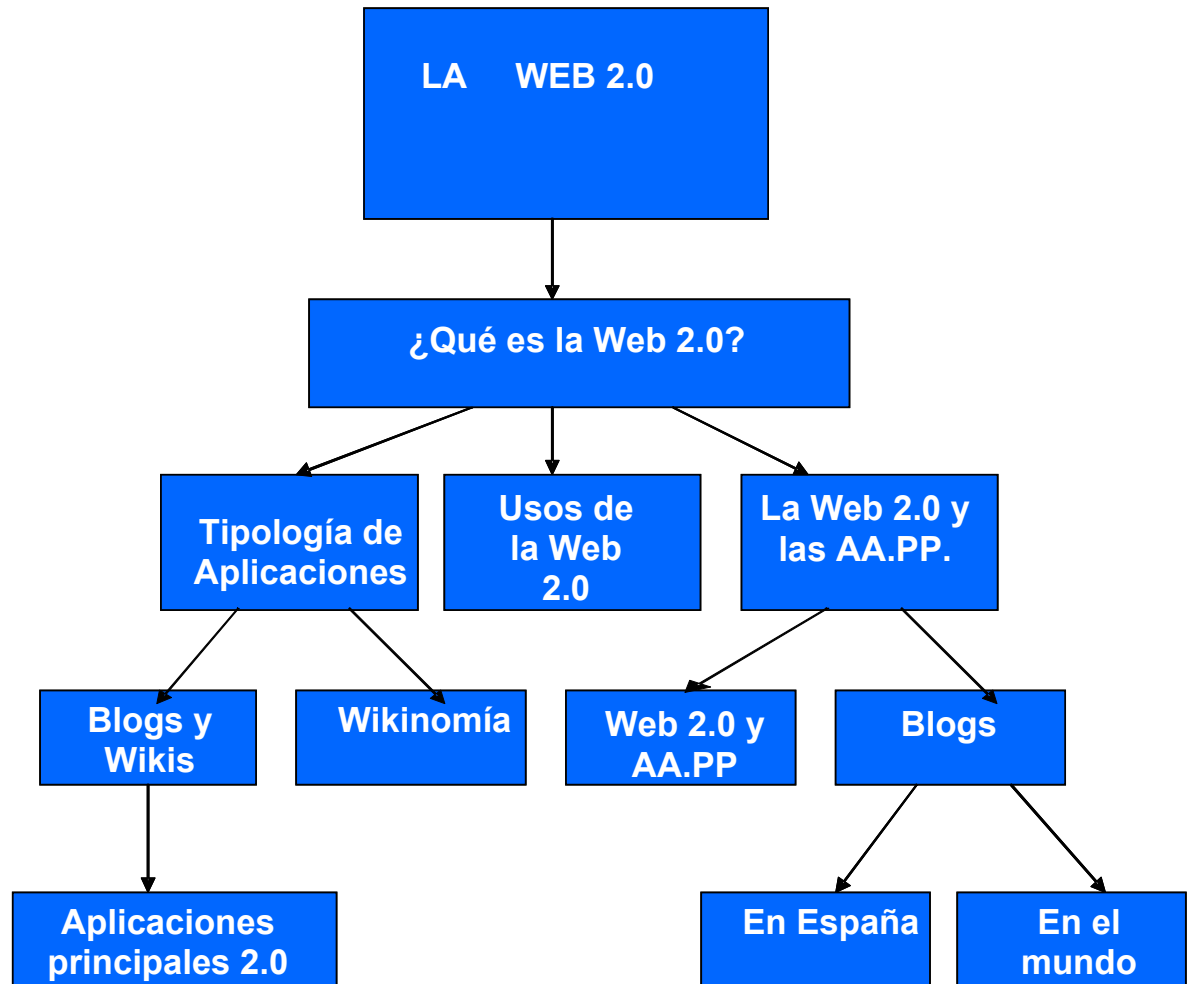 LA WEB 2.0
¿Qué es la Web 2.0?
Tipología de
Aplicaciones
Usos de
la Web
2.0
La Web 2.0 y
las AA.PP.
Blogs y
Wikis
Wikinomía
Web 2.0 y
AA.PP
Blogs
Aplicaciones
principales 2.0
En España
En el
mundo